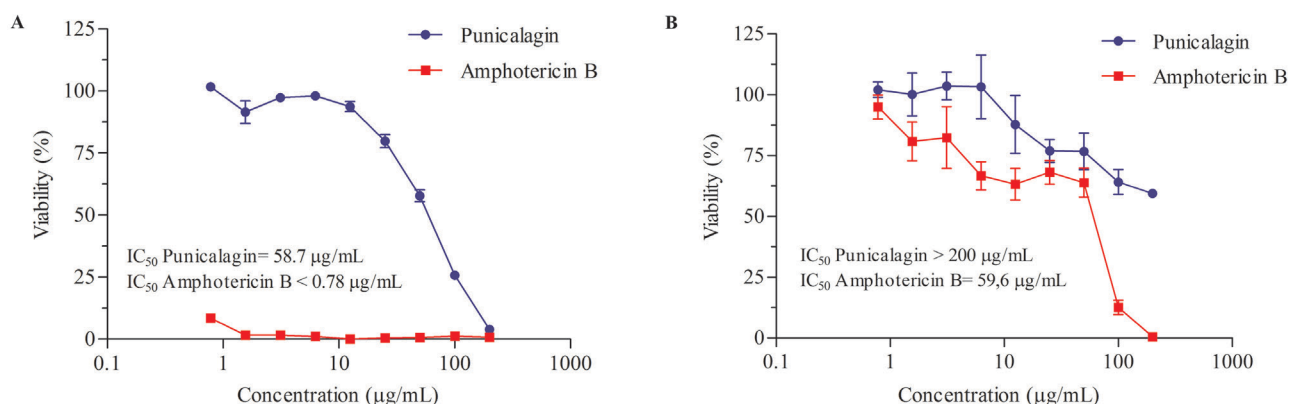 A
125
100
75
50
25
0
Viability (%)
Punicalagin
Amphotericin B
IC50 Punicalagin= 58.7 µg/mL
IC50 Amphotericin B < 0.78 µg/mL
0.1 1 10 100 1000
Concentration (µg/mL)
B
125
100
75
50
25
0
Viability (%)
Punicalagin
Amphotericin B
IC50 Punicalagin > 200 µg/mL
IC50 Amphotericin B= 59,6 µg/mL
0.1 1 10 100 1000
Concentration (µg/mL)